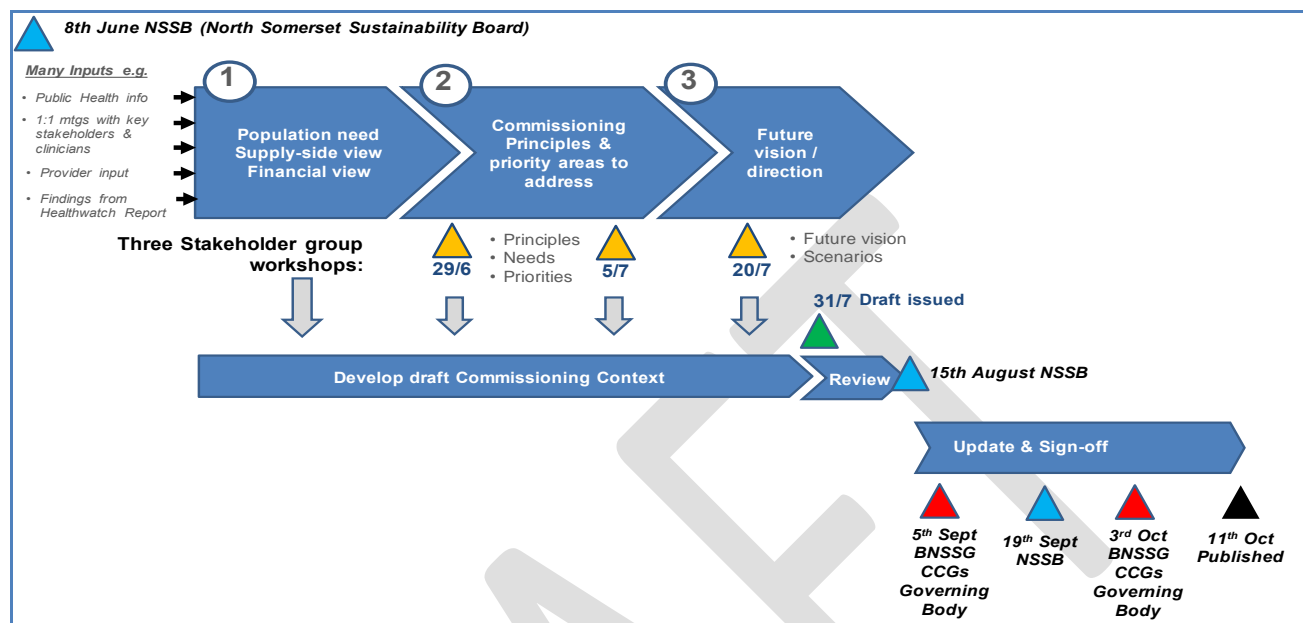 8th June NSSB (North Somerset Sustainability Board)
Many Inputs e.g.
• Public Health info
• 1:1 mtgs with key
stakeholders &
clinicians
• Provider input
• Findings from
Healthwatch Report
1
Population need
Supply-side view
Financial view
2
Commissioning
Principles &
priority areas to
address
3
Future
vision /
direction
Three Stakeholder group
workshops:
29/6
• Principles
• Needs
• Priorities
5/7
20/7
• Future vision
• Scenarios
31/7 Draft issued
Develop draft Commissioning Context
Review
15th August NSSB
Update & Sign-off
5th Sept
BNSSG
CCGs
Governing
Body
19th Sept
NSSB
3rd Oct
BNSSG
CCGs
Governing
Body
11th Oct
Published